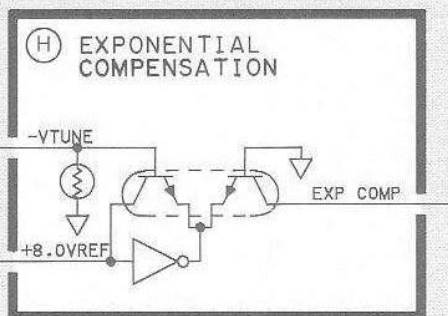 H EXPONENTIAL
COMPENSATION
-VTUNE
EXP COMP
+8.0VREF